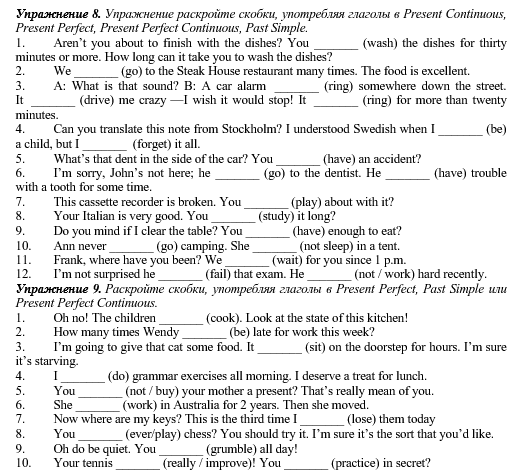 Упражнение 8. Упражнение раскройте скобки, употребляя глаголы в Present Continuous,
Present Perfect, Present Perfect Continuous, Past Simple.
1. Aren't you about to finish with the dishes? You _______ (wash) the dishes for thirty
minutes or more. How long can it take you to wash the dishes?
2. We _______ (go) to the Steak House restaurant many times. The food is excellent.
3. A: What is that sound? B: A car alarm _______ (ring) somewhere down the street.
It _______ (drive) me crazy —I wish it would stop! It _______ (ring) for more than twenty
minutes.
4. Can you translate this note from Stockholm? I understood Swedish when I _______ (be)
a child, but I _______ (forget) it all.
5. What's that dent in the side of the car? You _______ (have) an accident?
6. I'm sorry, John's not here; he _______ (go) to the dentist. He _______ (have) trouble
with a tooth for some time.
7. This cassette recorder is broken. You _______ (play) about with it?
8. Your Italian is very good. You _______ (study) it long?
9. Do you mind if I clear the table? You _______ (have) enough to eat?
10. Ann never _______ (go) camping. She _______ (not sleep) in a tent.
11. Frank, where have you been? We _______ (wait) for you since 1 p.m.
12. I'm not surprised he _______ (fail) that exam. He _______ (not / work) hard recently.
Упражнение 9. Раскройте скобки, употребляя глаголы в Present Perfect, Past Simple или
Present Perfect Continuous.
1. Oh no! The children _______ (cook). Look at the state of this kitchen!
2. How many times Wendy _______ (be) late for work this week?
3. I'm going to give that cat some food. It _______ (sit) on the doorstep for hours. I'm sure
it's starving.
4. I _______ (do) grammar exercises all morning. I deserve a treat for lunch.
5. You _______ (not / buy) your mother a present? That's really mean of you.
6. She _______ (work) in Australia for 2 years. Then she moved.
7. Now where are my keys? This is the third time I _______ (lose) them today
8. You _______ (ever/play) chess? You should try it. I'm sure it's the sort that you'd like.
9. Oh do be quiet. You _______ (grumble) all day!
10. Your tennis _______ (really / improve)! You _______ (practice) in secret?